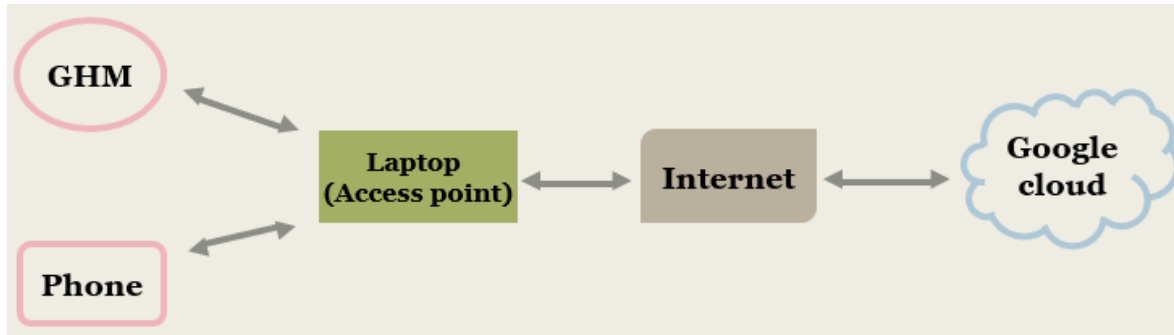 GHM
Laptop
(Access point)
Internet
Google
cloud
Phone